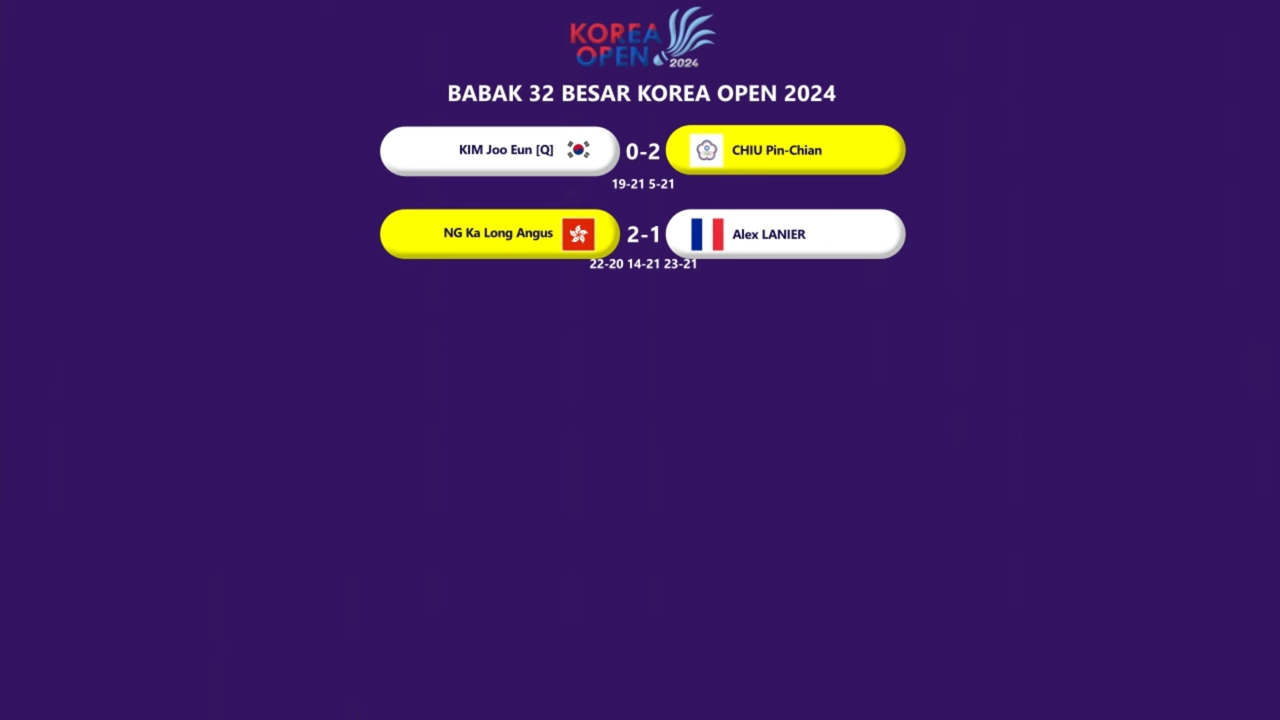 KOREA
OPEN 2024
BABAK 32 BESAR KOREA OPEN 2024
KIM Joo Eun [Q] 0-2 CHIU Pin-Chian
19-21 5-21
NG Ka Long Angus 2-1 Alex LANIER
22-20 14-21 23-21